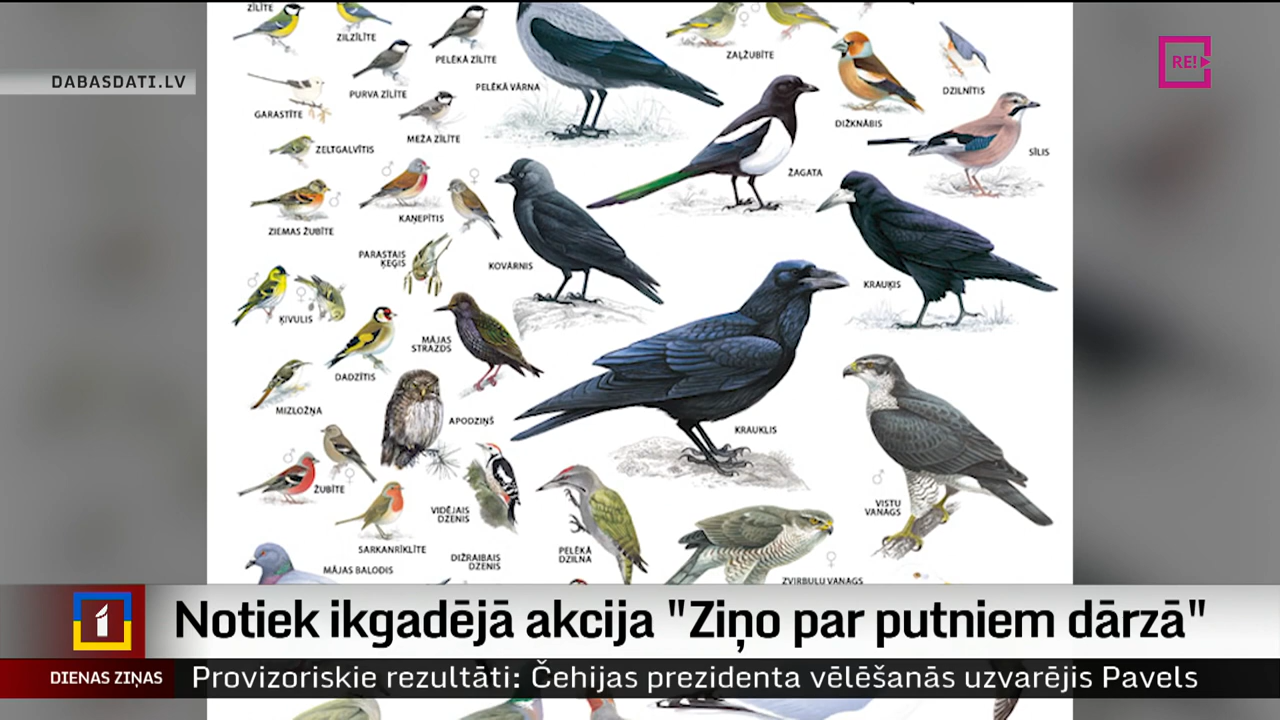 ZĪLĪTE
ZILZĪLĪTE
PELĒKĀ ZĪLĪTE
ZAĻŽUBĪTE
RE!
DABASDATI.LV
PELĒKĀ VĀRNA
DZILNĪTIS
PURVA ZĪLĪTE
GARASTĪTE
DIŽKNĀBIS
MEŽA ZĪLĪTE
ZELTGALVĪTIS
SĪLIS
ŽAGATA
KAŅEPĪTIS
ZIEMAS ŽUBĪTE
PARASTAIS
ĶEĢIS
KOVĀRNIS
KRAUĶIS
ĶIVULIS
MĀJAS
STRAZDS
DADZĪTIS
MIZLOŽŅA
APODZIŅŠ
KRAUKLIS
ŽUBĪTE
VIDĒJAIS
DZENIS
VISTU
VANAGS
SARKANRĪKLĪTE
DIŽRAIBAIS
DZENIS
PELĒKĀ
DZILNA
MĀJAS BALODIS
ZVIRBUĻU VANAGS
1
Notiek ikgadējā akcija "Ziņo par putniem dārzā"
DIENAS ZIŅAS
Provizoriskie rezultāti: Čehijas prezidenta vēlēšanās uzvarējis Pavels